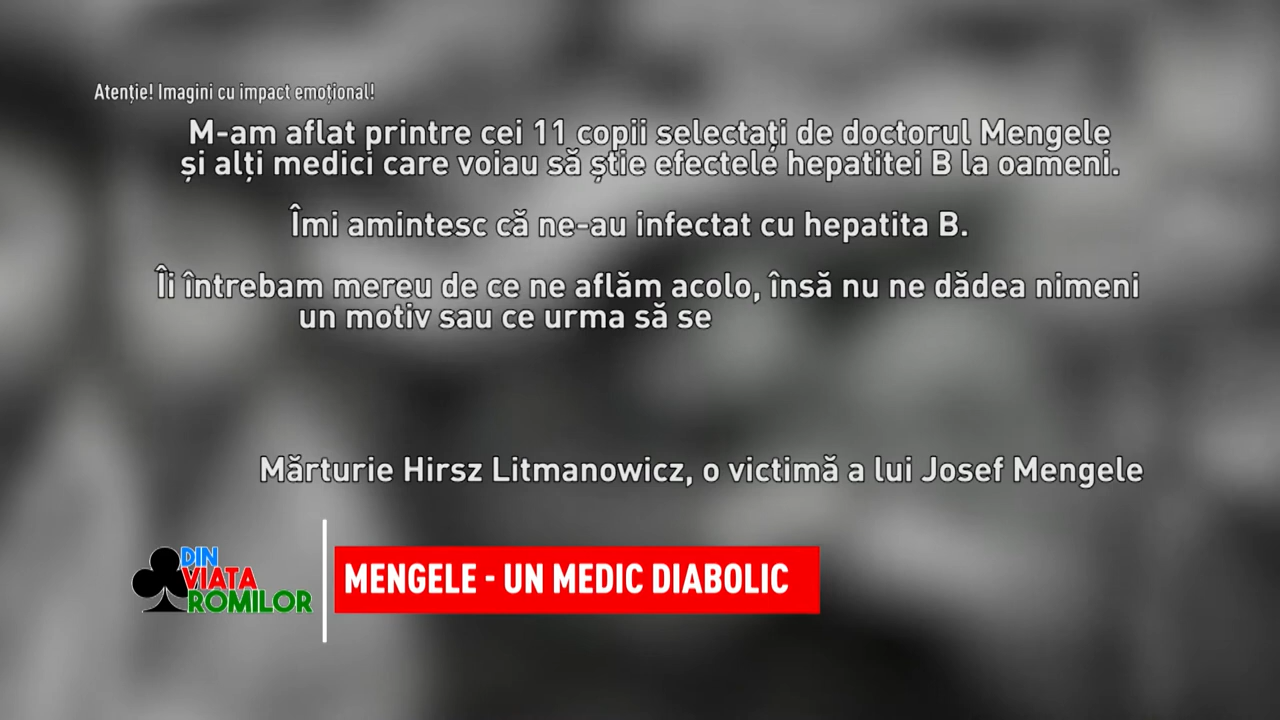 Atenție! Imagini cu impact emoțional!
M-am aflat printre cei 11 copii selectați de doctorul Mengele
și alți medici care voiau să știe efectele hepatitei B la oameni.
Îmi amintesc că ne-au infectat cu hepatita B.
Îi întrebam mereu de ce ne aflăm acolo, însă nu ne dădea nimeni
un motiv sau ce urma să se
Mărturie Hirsz Litmanowicz, o victimă a lui Josef Mengele
DIN
VIATA
ROMILOR
MENGELE - UN MEDIC DIABOLIC